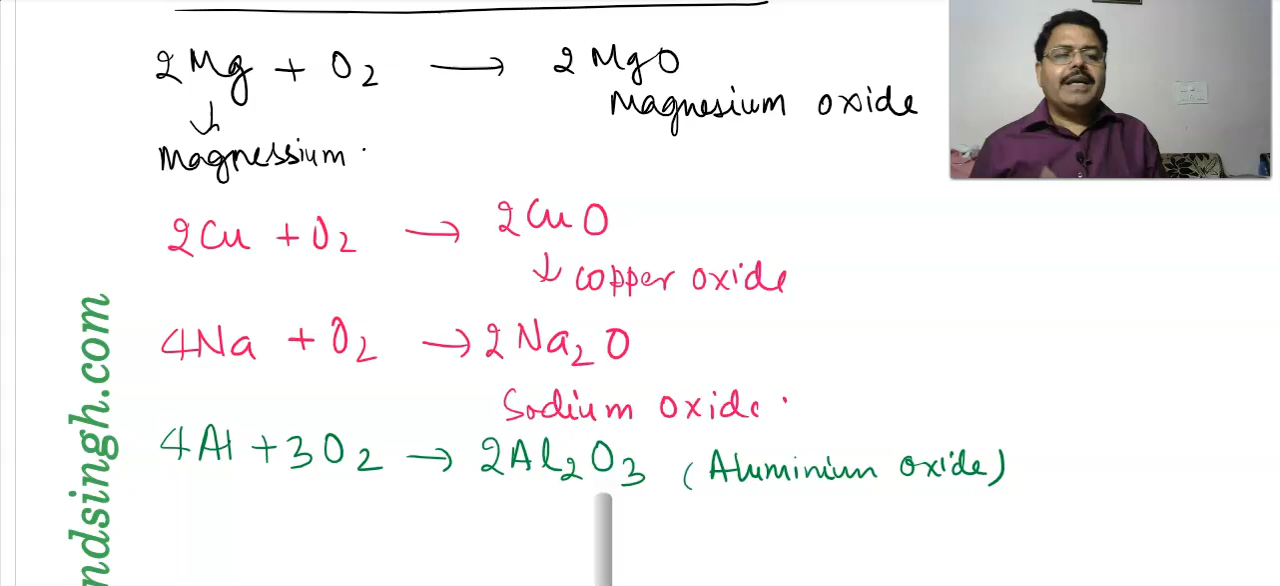 2Mg + O2 → 2MgO
↓ Magnesium oxide
Magnessium.
2Cu + O2 → 2CuO
↓ Copper oxide
4Na + O2 → 2Na2O
Sodium oxide.
4Al + 3O2 → 2Al2O3 (Aluminium oxide)
ndsingh.com